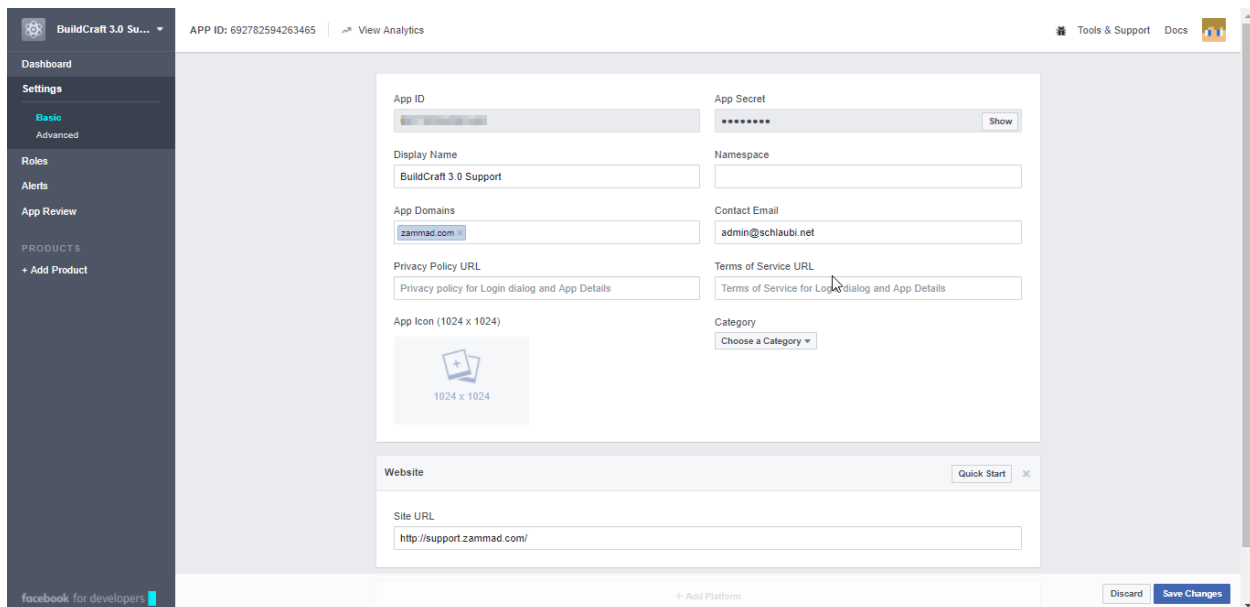 BuildCraft 3.0 Su...
APP ID: 692782594263465
View Analytics
Tools & Support
Docs
Dashboard
Settings
Basic
Advanced
Roles
Alerts
App Review
PRODUCTS
+ Add Product
facebook for developers
App ID
App Secret
Show
Display Name
Namespace
BuildCraft 3.0 Support
App Domains
Contact Email
zammad.com ×
admin@schlaubi.net
Privacy Policy URL
Terms of Service URL
Privacy policy for Login dialog and App Details
Terms of Service for Login dialog and App Details
App Icon (1024 x 1024)
Category
Choose a Category
1024 x 1024
Website
Quick Start
Site URL
http://support.zammad.com/
+ Add Platform
Discard
Save Changes